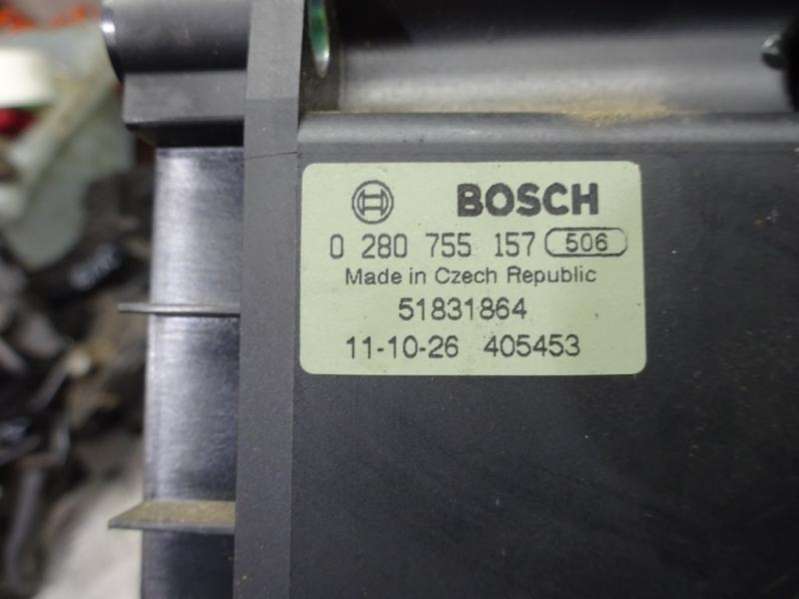 BOSCH
0 280 755 157 506
Made in Czech Republic
51831864
11-10-26 405453